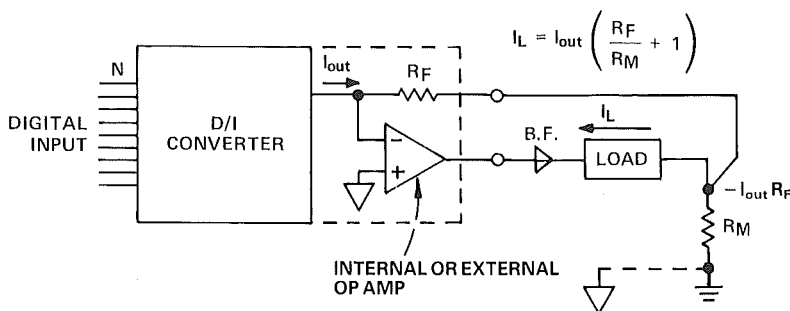 I_L = I_out ( R_F / R_M + 1 )
N
I_out
R_F
DIGITAL
INPUT
D/I
CONVERTER
−
+
B.F.
I_L
LOAD
−I_out R_F
R_M
INTERNAL OR EXTERNAL
OP AMP